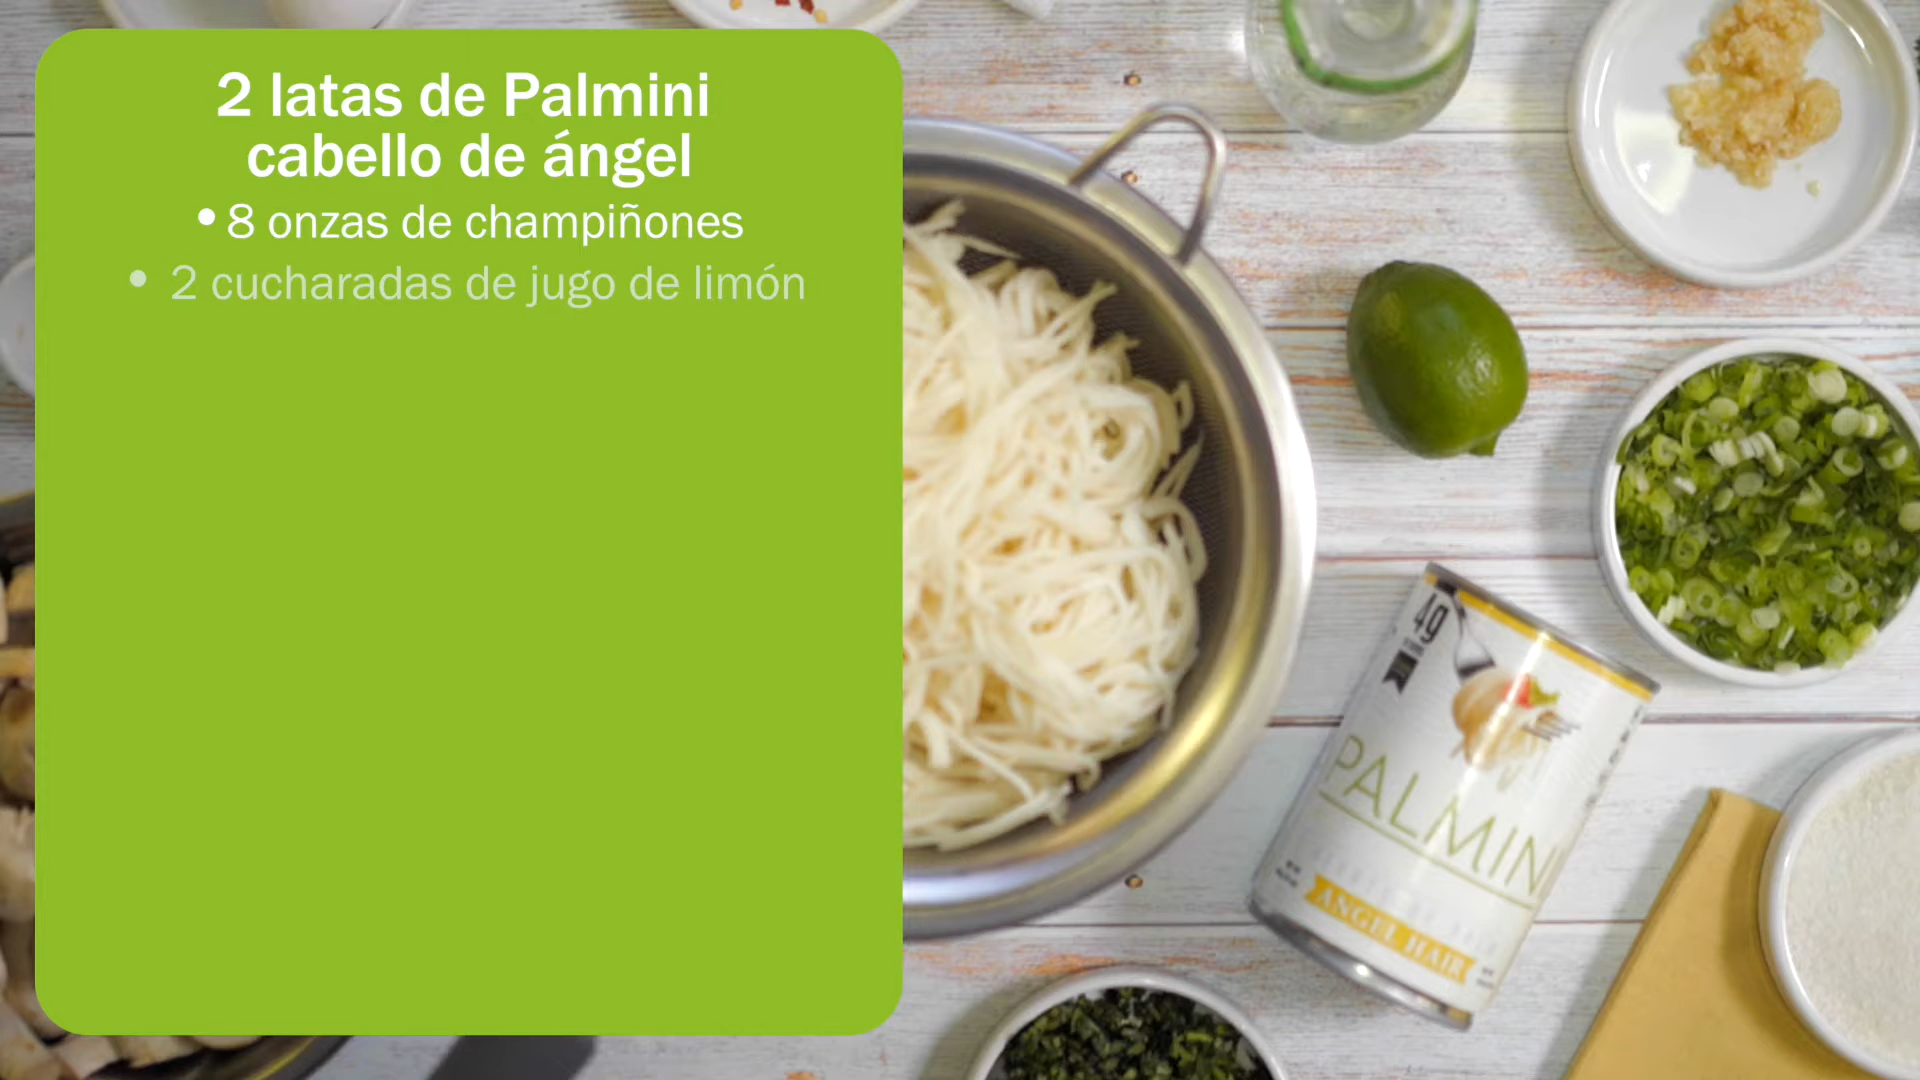 2 latas de Palmini
cabello de ángel
• 8 onzas de champiñones
• 2 cucharadas de jugo de limón
4g
PALMINI
ANGEL HAIR